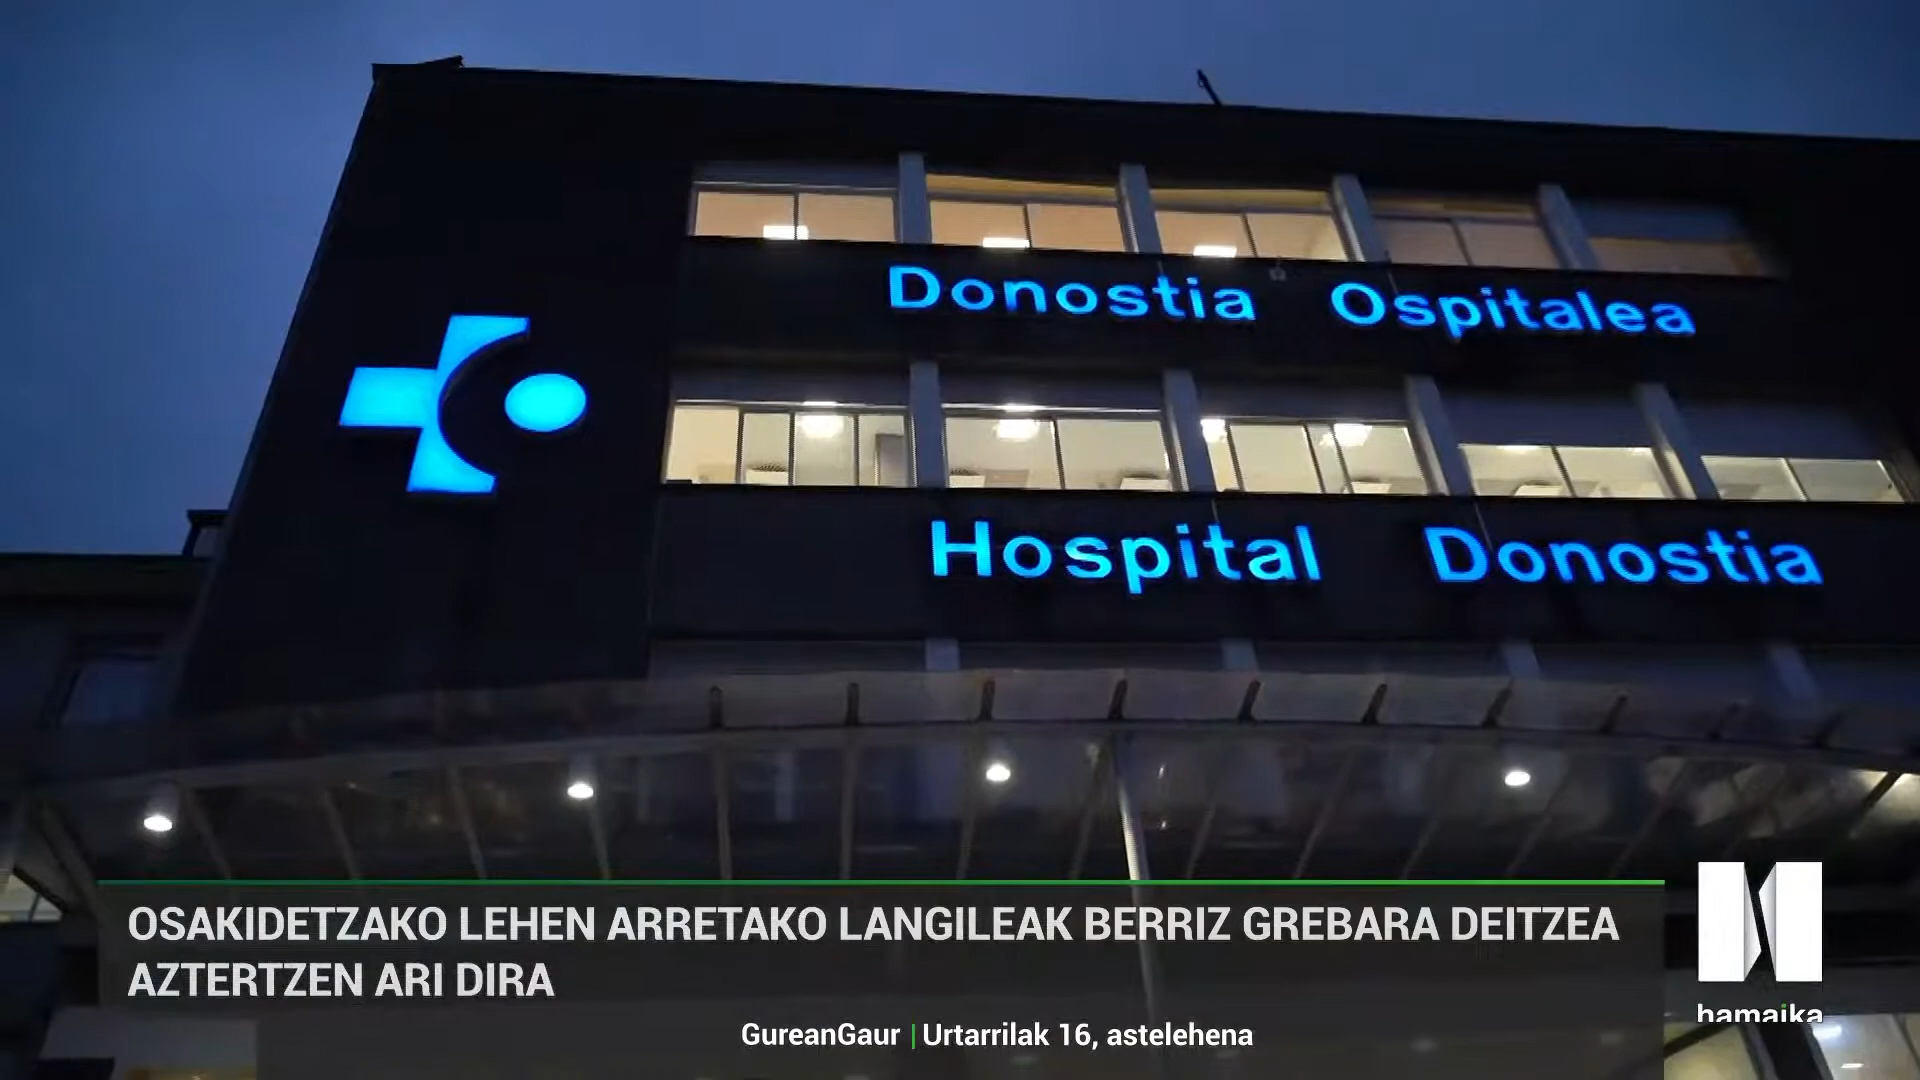 Donostia Ospitalea
Hospital Donostia
OSAKIDETZAKO LEHEN ARRETAKO LANGILEAK BERRIZ GREBARA DEITZEA
AZTERTZEN ARI DIRA
hamaika
GureanGaur | Urtarrilak 16, astelehena